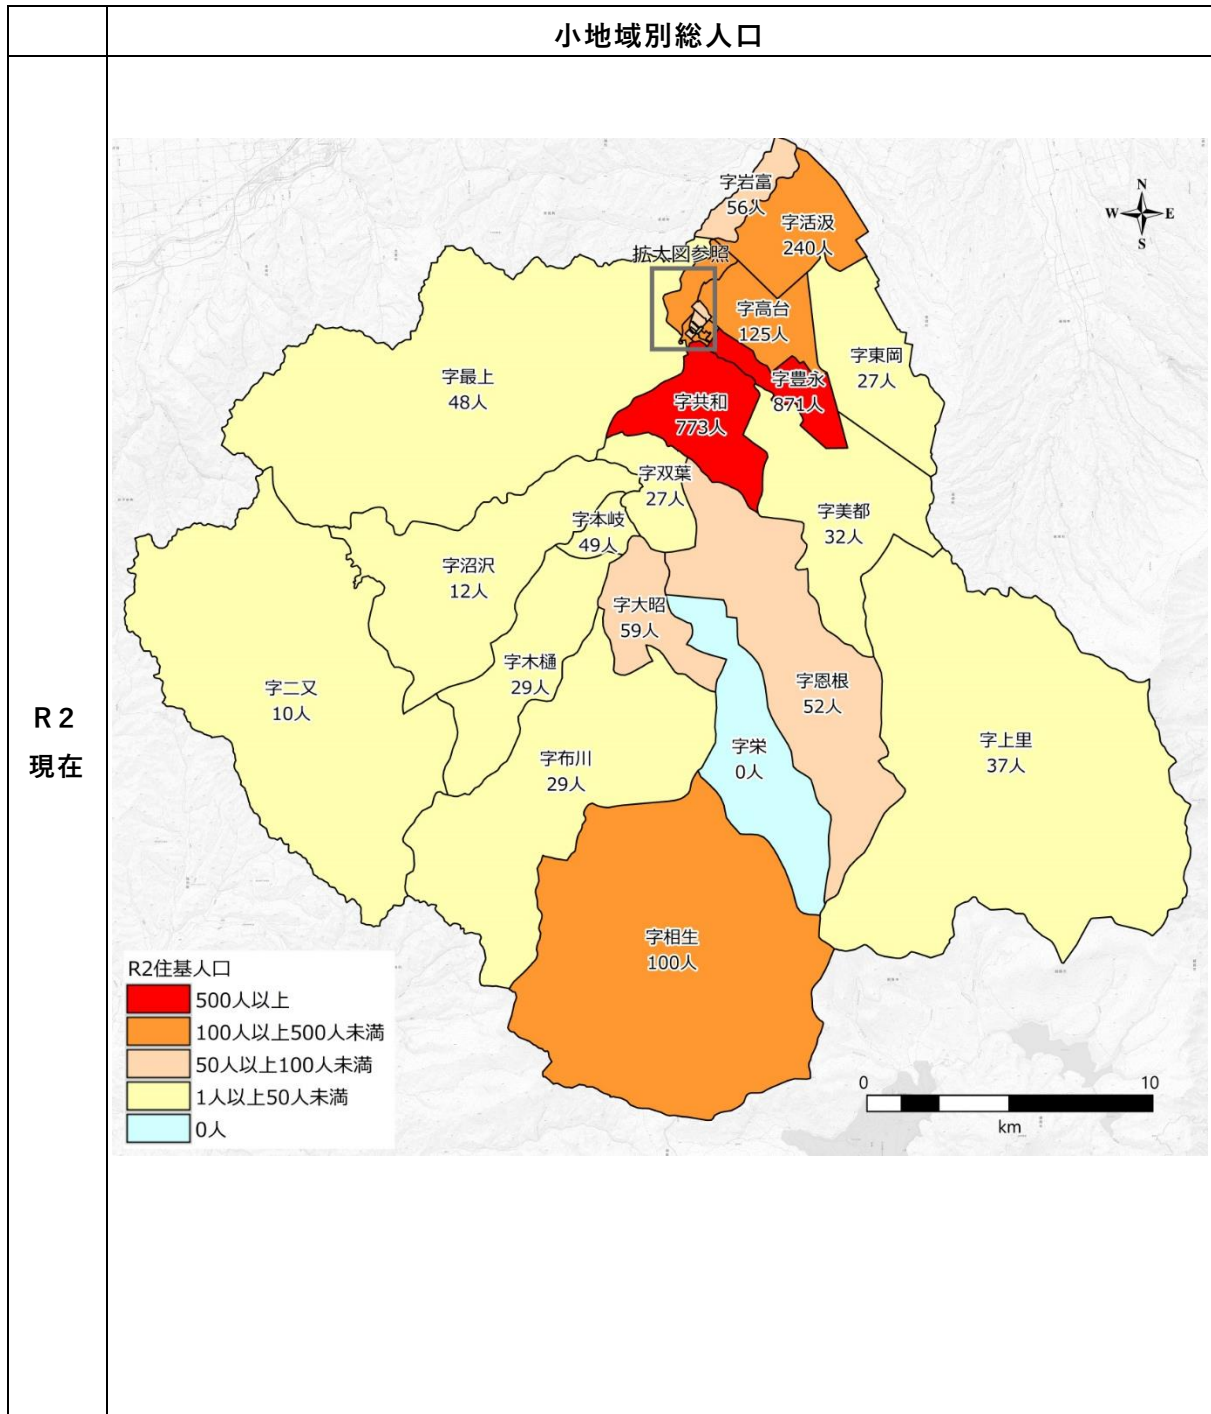 小地域別総人口
R2
現在
N
W E
S
字岩富
56人
字活汲
240人
拡大図参照
字高台
125人
字東岡
27人
字最上
48人
字豊永
871人
字共和
773人
字双葉
27人
字美都
32人
字本岐
49人
字沼沢
12人
字大昭
59人
字木樋
29人
字恩根
52人
字二又
10人
字上里
37人
字栄
0人
字布川
29人
字相生
100人
R2住基人口
500人以上
100人以上500人未満
50人以上100人未満
1人以上50人未満
0人
0 10
km